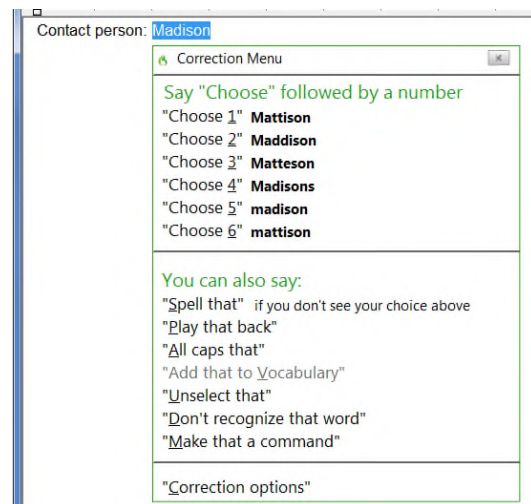 Contact person: Madison
Correction Menu
Say "Choose" followed by a number
"Choose 1" Mattison
"Choose 2" Maddison
"Choose 3" Matteson
"Choose 4" Madisons
"Choose 5" madison
"Choose 6" mattison
You can also say:
"Spell that" if you don't see your choice above
"Play that back"
"All caps that"
"Add that to Vocabulary"
"Unselect that"
"Don't recognize that word"
"Make that a command"
"Correction options"